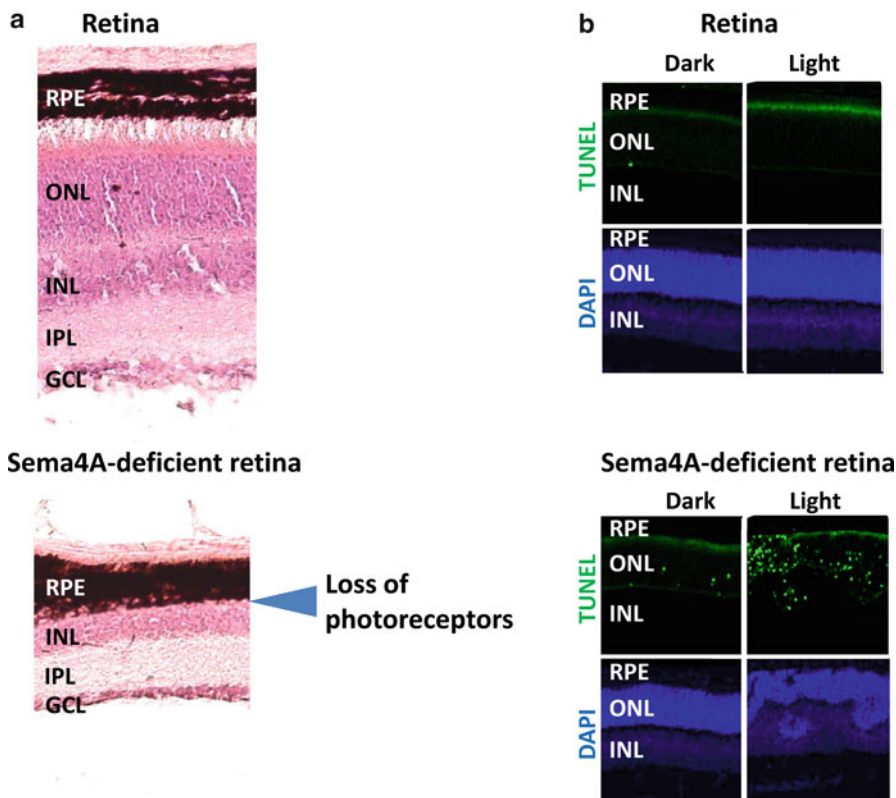 a
Retina
RPE
ONL
INL
IPL
GCL
Sema4A-deficient retina
RPE
INL
IPL
GCL
Loss of
photoreceptors
b
Retina
Dark Light
TUNEL
RPE
ONL
INL
DAPI
RPE
ONL
INL
Sema4A-deficient retina
Dark Light
TUNEL
RPE
ONL
INL
DAPI
RPE
ONL
INL